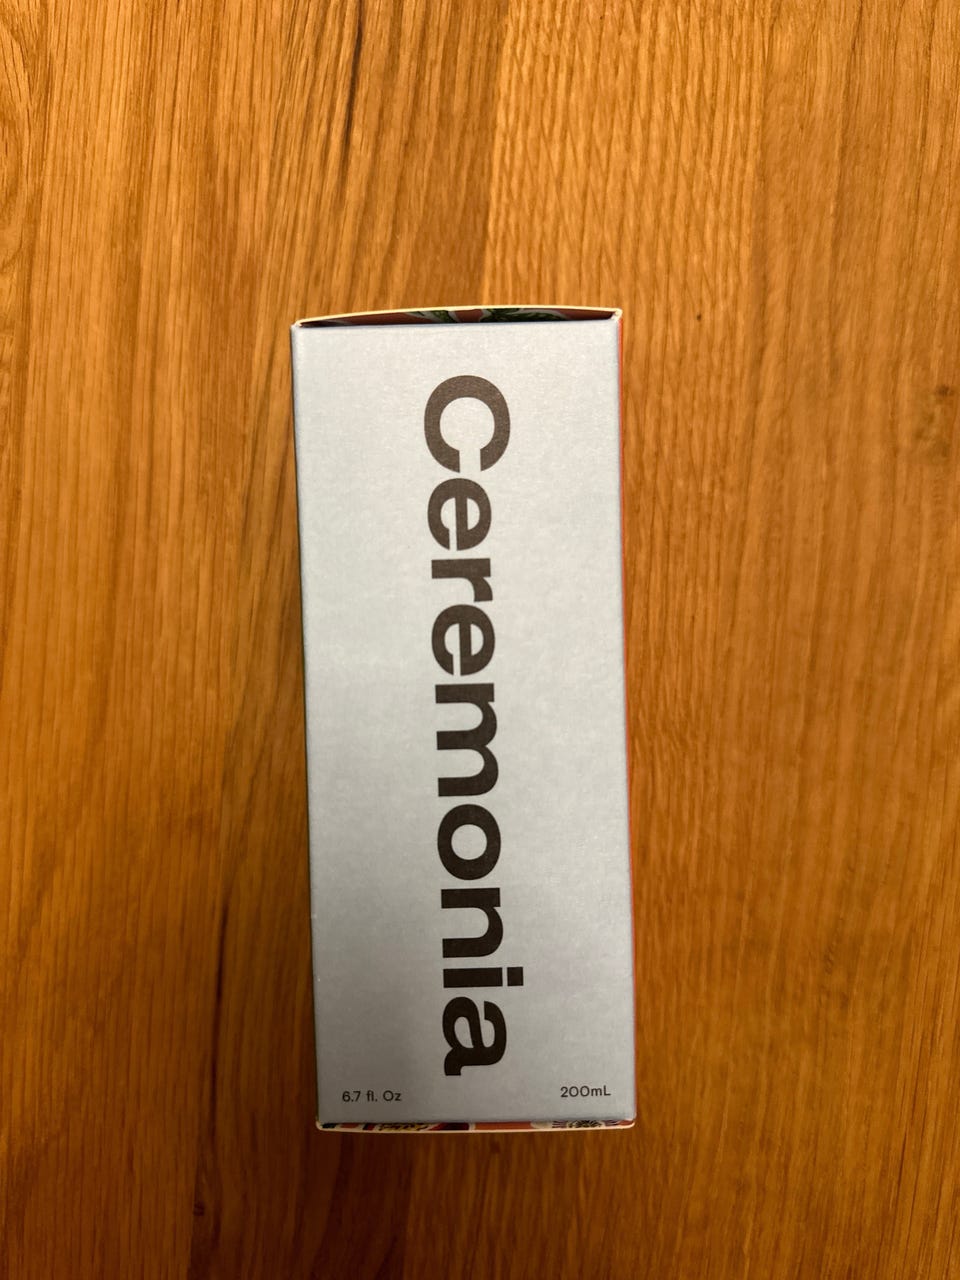 Ceremonia
6.7 fl. Oz
200mL